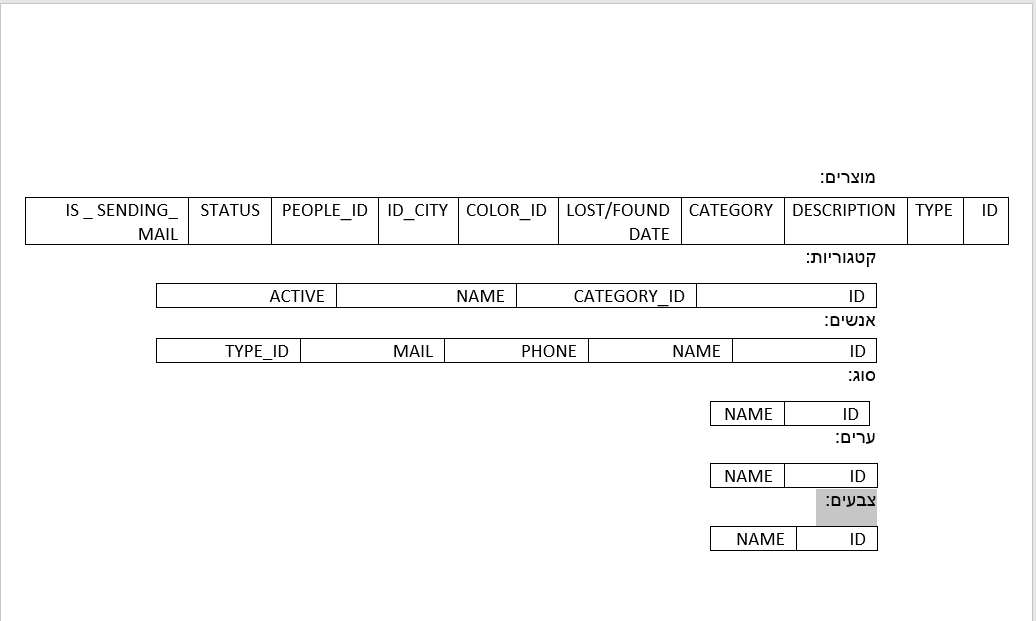 מוצרים:
ID TYPE DESCRIPTION CATEGORY LOST/FOUND DATE COLOR_ID ID_CITY PEOPLE_ID STATUS IS _ SENDING_ MAIL
קטגוריות:
ID CATEGORY_ID NAME ACTIVE
אנשים:
ID NAME PHONE MAIL TYPE_ID
סוג:
ID NAME
ערים:
ID NAME
צבעים:
ID NAME